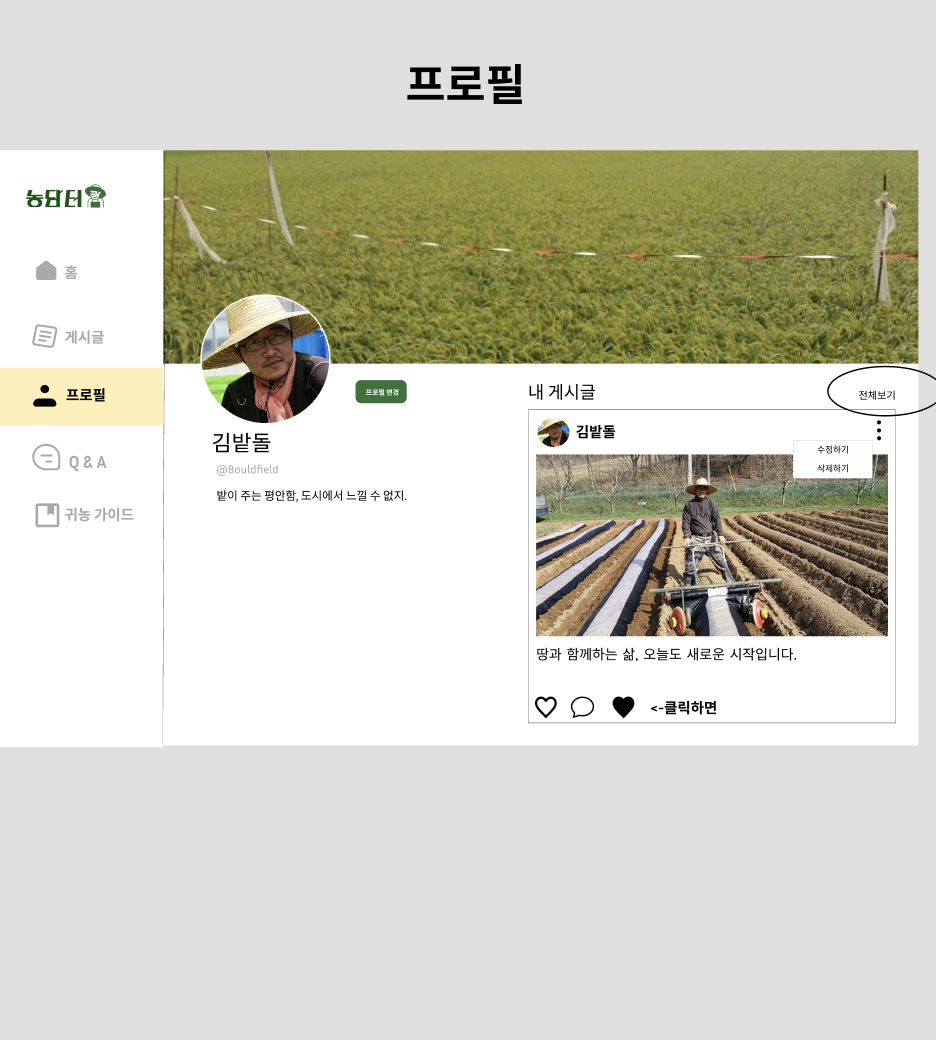 프로필
농담터
홈
게시글
프로필
Q & A
귀농 가이드
프로필 변경
김밭돌
@Bouldfield
밭이 주는 평안함, 도시에서 느낄 수 없지.
내 게시글
전체보기
김밭돌
수정하기
삭제하기
땅과 함께하는 삶, 오늘도 새로운 시작입니다.
<-클릭하면